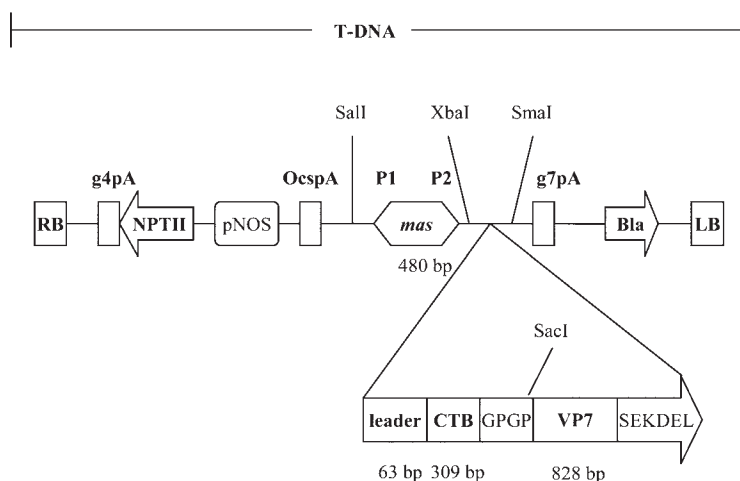 T-DNA
SalI XbaI SmaI
g4pA OcspA P1 P2 g7pA
RB NPTII pNOS mas Bla LB
480 bp
SacI
leader CTB GPGP VP7 SEKDEL
63 bp 309 bp 828 bp